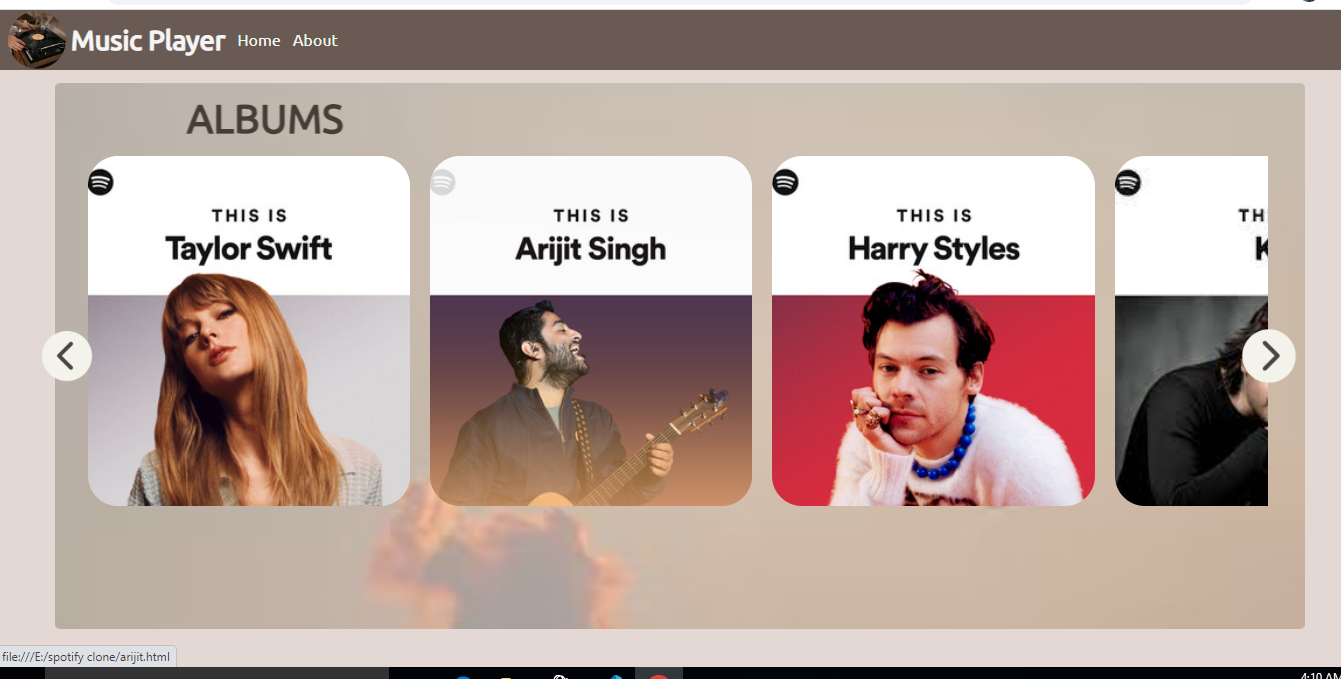 Music Player Home About
ALBUMS
THIS IS
Taylor Swift
THIS IS
Arijit Singh
THIS IS
Harry Styles
TH
K
file:///E:/spotify clone/arijit.html
4:10 AM